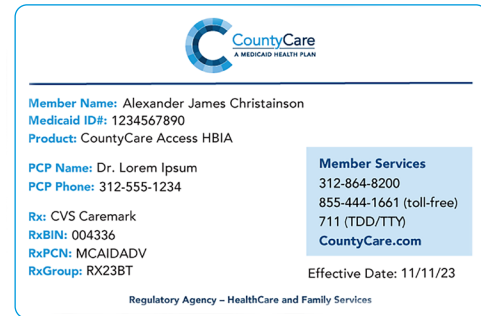 CountyCare
A MEDICAID HEALTH PLAN
Member Name: Alexander James Christainson
Medicaid ID#: 1234567890
Product: CountyCare Access HBIA
PCP Name: Dr. Lorem Ipsum
PCP Phone: 312-555-1234
Rx: CVS Caremark
RxBIN: 004336
RxPCN: MCAIDADV
RxGroup: RX23BT
Member Services
312-864-8200
855-444-1661 (toll-free)
711 (TDD/TTY)
CountyCare.com
Effective Date: 11/11/23
Regulatory Agency – HealthCare and Family Services